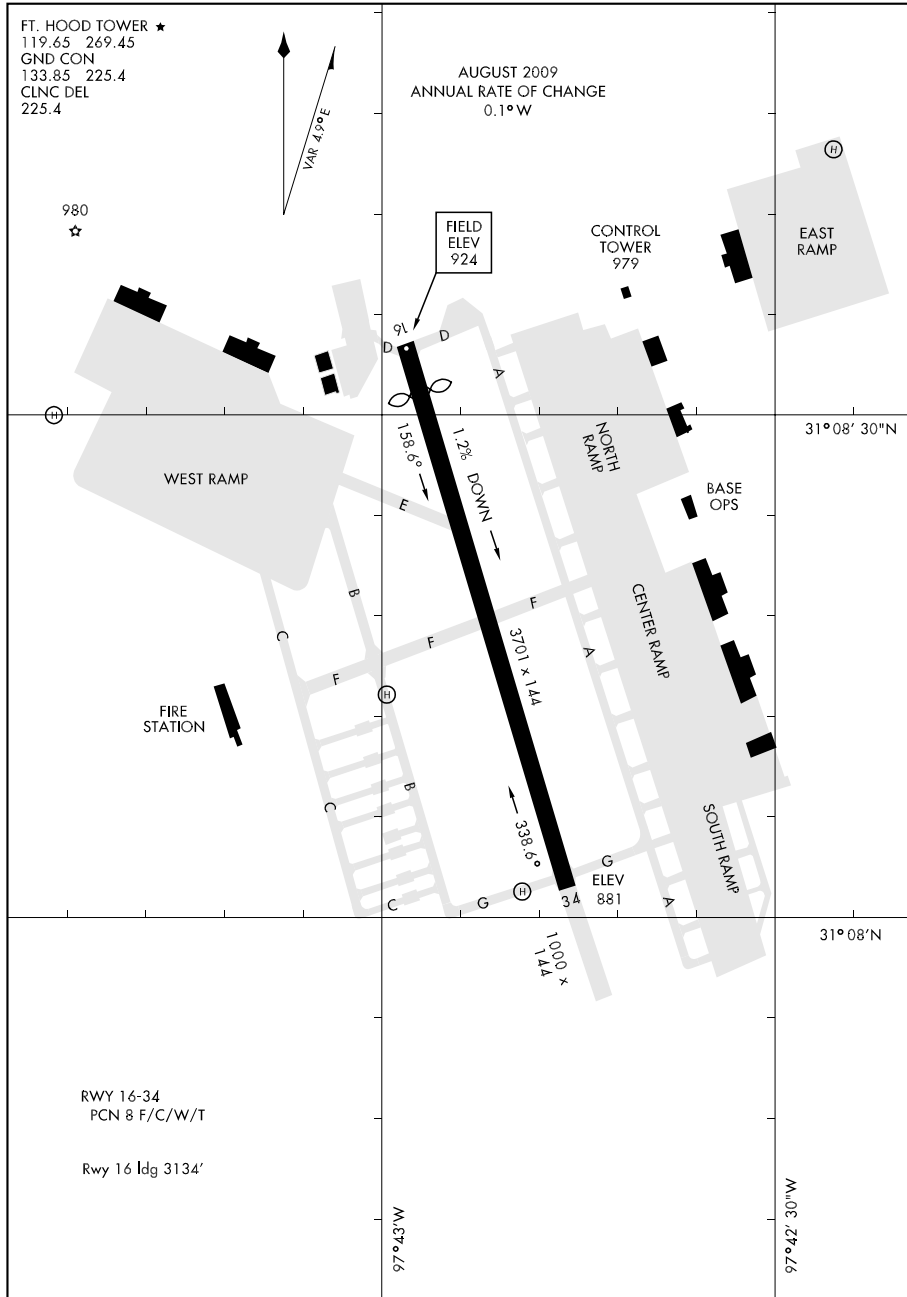 FT. HOOD TOWER
119.65 269.45
GND CON
133.85 225.4
CLNC DEL
225.4
VAR 4.9° E
AUGUST 2009
ANNUAL RATE OF CHANGE
0.1° W
980
FIELD
ELEV
924
CONTROL
TOWER
979
EAST
RAMP
H
16
D
D
A
H
31° 08' 30"N
WEST RAMP
158.6°
1.2% DOWN
NORTH
RAMP
BASE
OPS
E
B
C
F
F
F
A
CENTER RAMP
3701 x 144
H
FIRE
STATION
B
C
338.6°
SOUTH RAMP
G
ELEV
881
H
34
C
G
A
31° 08'N
1000 x
144
RWY 16-34
PCN 8 F/C/W/T
Rwy 16 ldg 3134'
97° 43'W
97° 42' 30"W